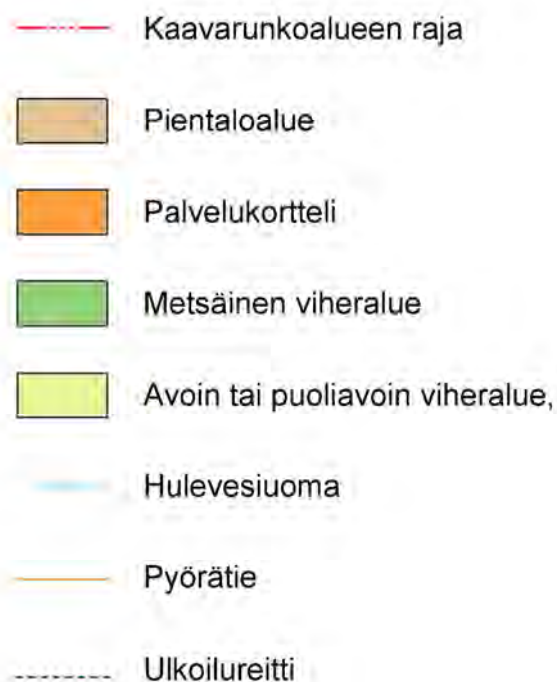 Kaavarunkoalueen raja
Pientaloalue
Palvelukortteli
Metsäinen viheralue
Avoin tai puoliavoin viheralue,
Hulevesiuoma
Pyörätie
Ulkoilureitti